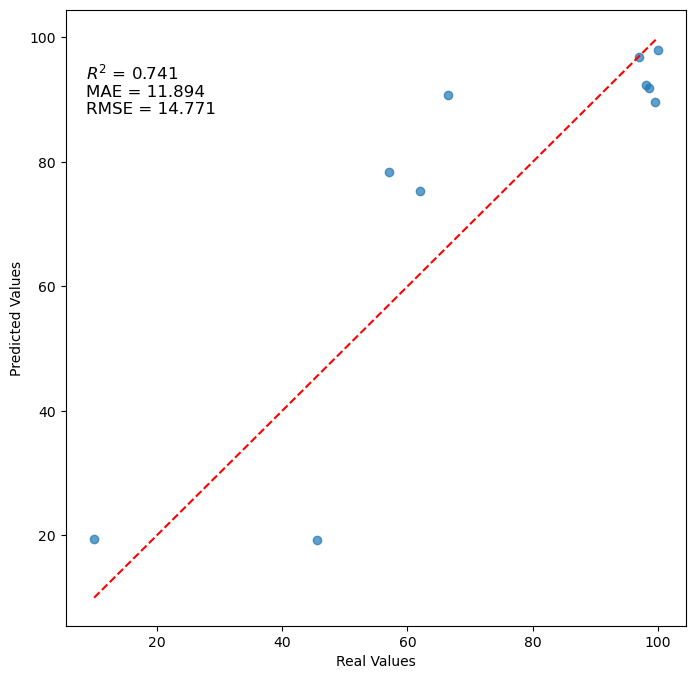 R² = 0.741
MAE = 11.894
RMSE = 14.771
100
80
60
40
20
Predicted Values
20 40 60 80 100
Real Values